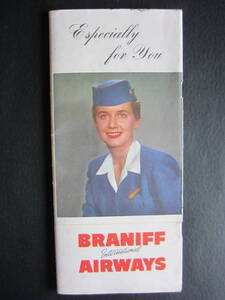 Especially
for You
BRANIFF
International
AIRWAYS